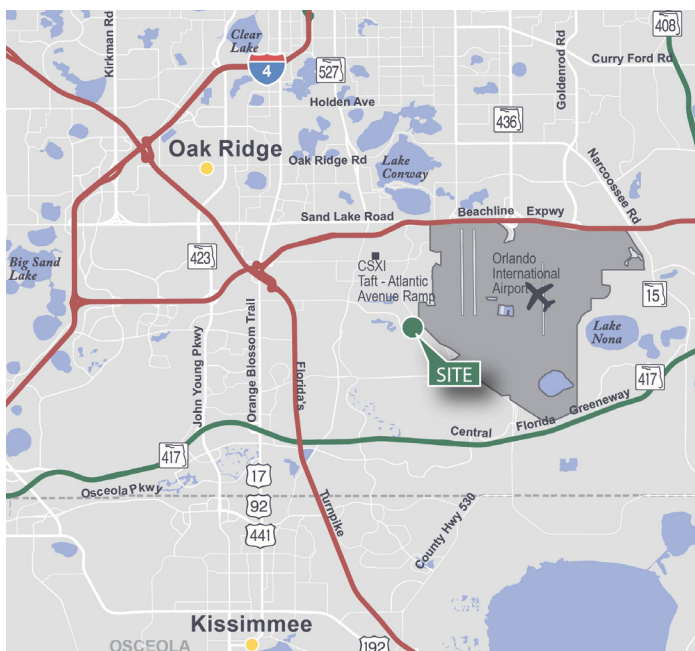 Kirkman Rd
Clear
Lake
4
527
408
Goldenrod Rd
Curry Ford Rd
Holden Ave
436
Oak Ridge
Oak Ridge Rd
Lake
Conway
Narcoossee Rd
Sand Lake Road
Beachline Expwy
423
Big Sand
Lake
CSXI
Taft - Atlantic
Avenue Ramp
Orlando
International
Airport
15
Lake
Nona
John Young Pkwy
Orange Blossom Trail
Florida's
SITE
417
Central Florida Greeneway
417
Osceola Pkwy
17
92
441
Turnpike
County Hwy 530
Kissimmee
OSCEOLA
192